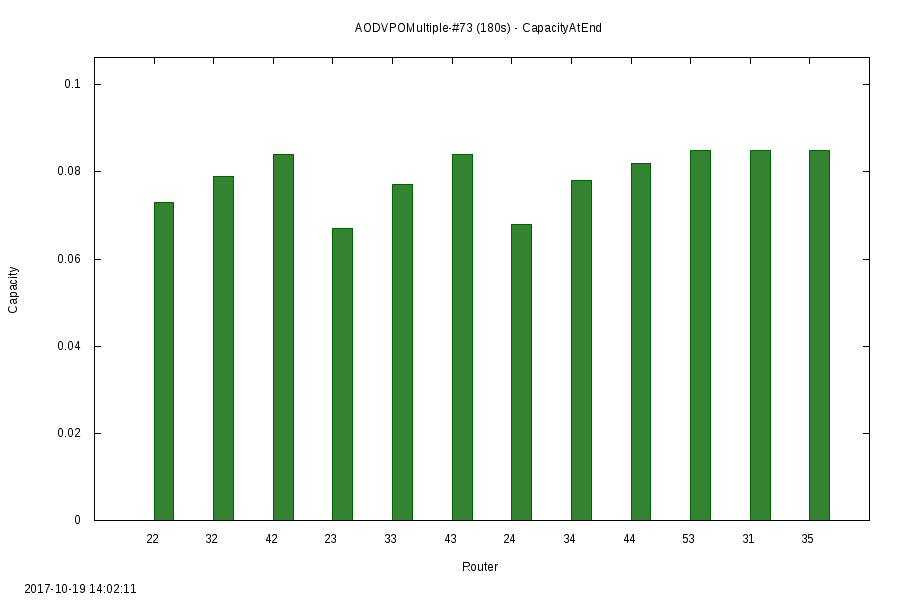 AODVPOMultiple-#73 (180s) - CapacityAtEnd
0.1
0.08
0.06
0.04
0.02
0
Capacity
22 32 42 23 33 43 24 34 44 53 31 35
Router
2017-10-19 14:02:11